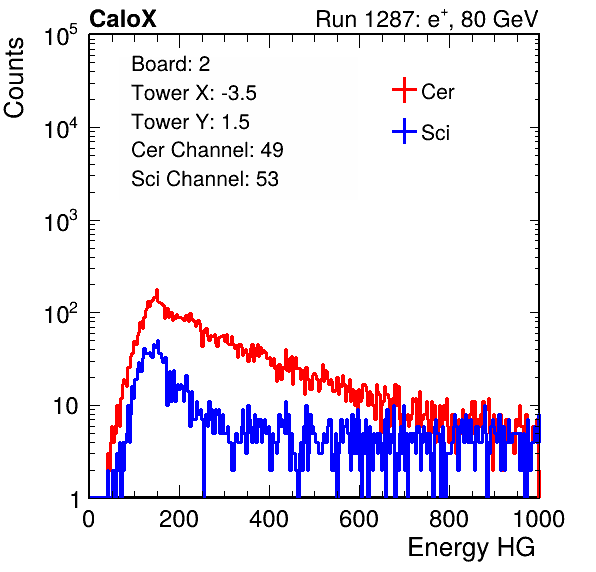 CaloX Run 1287: e⁺, 80 GeV
Counts
10⁵
10⁴
10³
10²
10
1
Board: 2
Tower X: -3.5
Tower Y: 1.5
Cer Channel: 49
Sci Channel: 53
Cer
Sci
0 200 400 600 800 1000
Energy HG